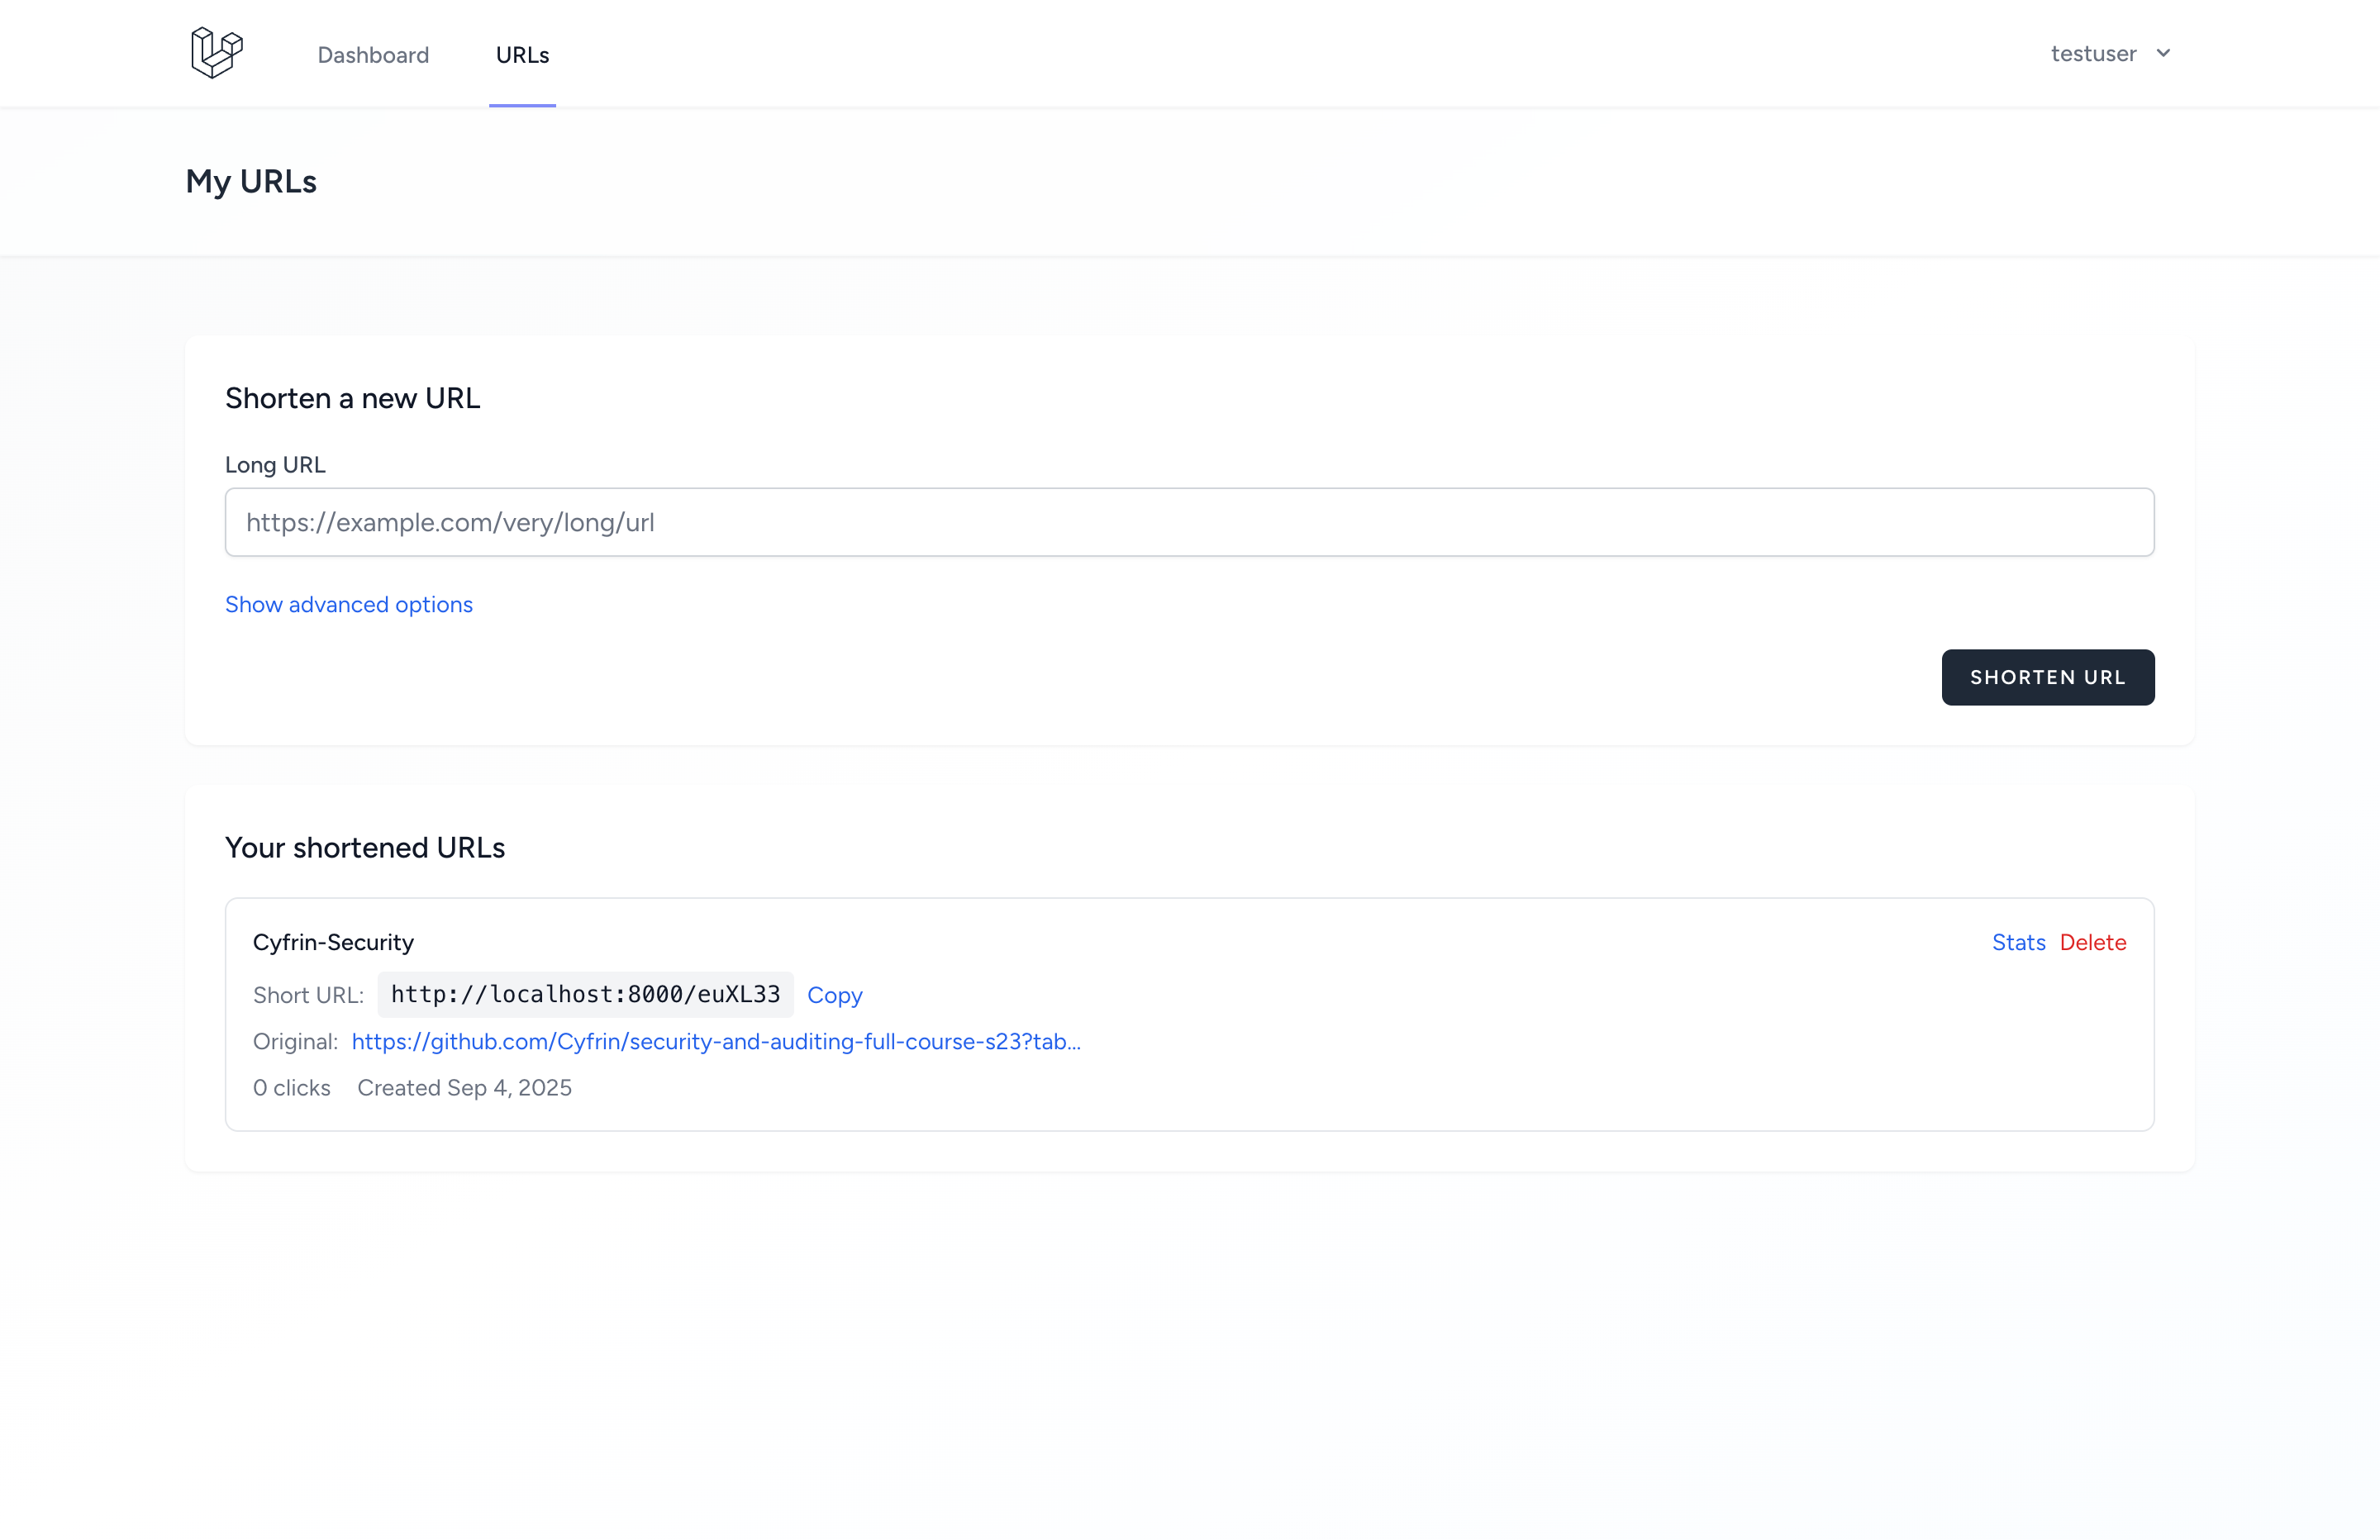 Dashboard URLs testuser
My URLs
Shorten a new URL
Long URL
https://example.com/very/long/url
Show advanced options
SHORTEN URL
Your shortened URLs
Cyfrin-Security Stats Delete
Short URL: http://localhost:8000/euXL33 Copy
Original: https://github.com/Cyfrin/security-and-auditing-full-course-s23?tab...
0 clicks Created Sep 4, 2025